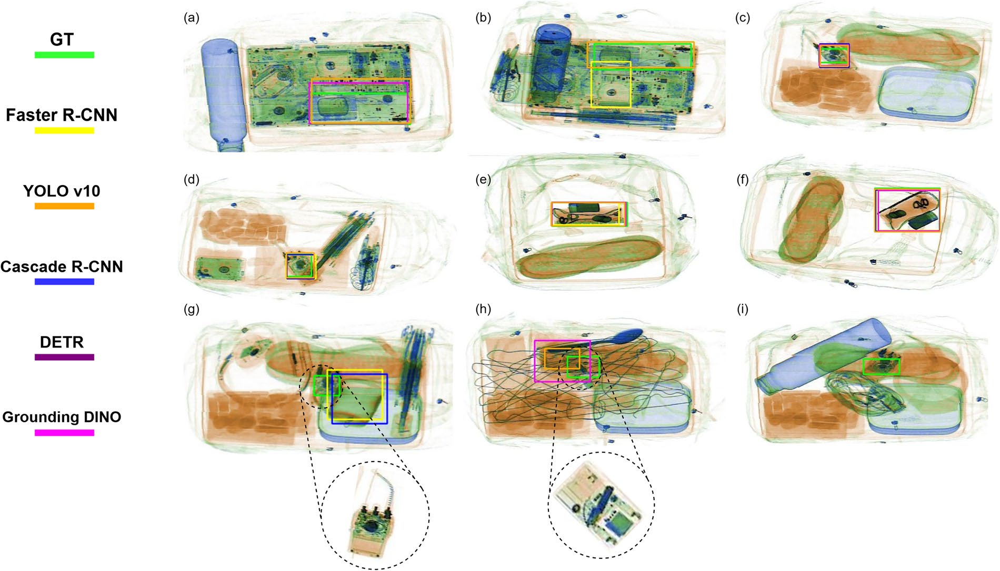 GT
Faster R-CNN
YOLO v10
Cascade R-CNN
DETR
Grounding DINO
(a)
(b)
(c)
(d)
(e)
(f)
(g)
(h)
(i)